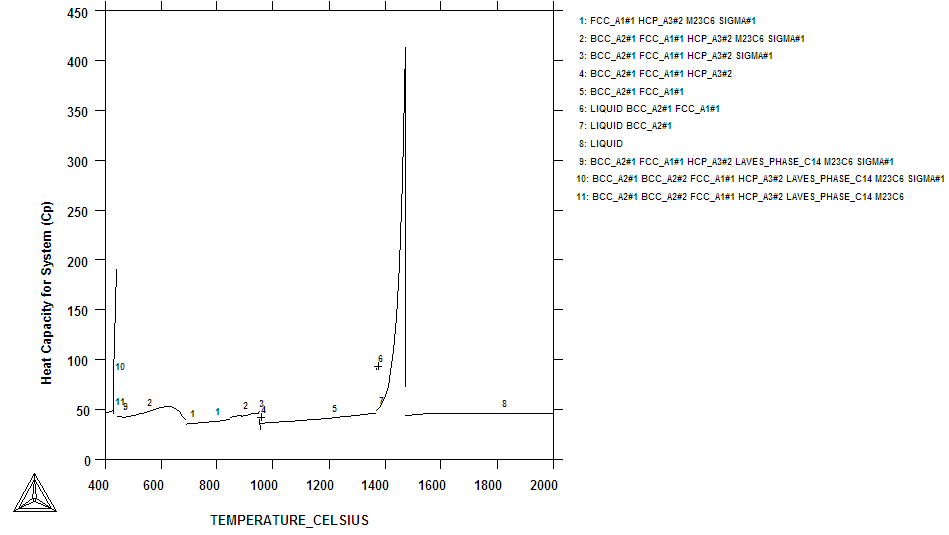 450
400
350
300
250
200
150
100
50
0
Heat Capacity for System (Cp)
10
11
9
2
1
1
2
3
4
5
6
7
8
400 600 800 1000 1200 1400 1600 1800 2000
TEMPERATURE_CELSIUS
1: FCC_A1#1 HCP_A3#2 M23C6 SIGMA#1
2: BCC_A2#1 FCC_A1#1 HCP_A3#2 M23C6 SIGMA#1
3: BCC_A2#1 FCC_A1#1 HCP_A3#2 SIGMA#1
4: BCC_A2#1 FCC_A1#1 HCP_A3#2
5: BCC_A2#1 FCC_A1#1
6: LIQUID BCC_A2#1 FCC_A1#1
7: LIQUID BCC_A2#1
8: LIQUID
9: BCC_A2#1 FCC_A1#1 HCP_A3#2 LAVES_PHASE_C14 M23C6 SIGMA#1
10: BCC_A2#1 BCC_A2#2 FCC_A1#1 HCP_A3#2 LAVES_PHASE_C14 M23C6 SIGMA#1
11: BCC_A2#1 BCC_A2#2 FCC_A1#1 HCP_A3#2 LAVES_PHASE_C14 M23C6